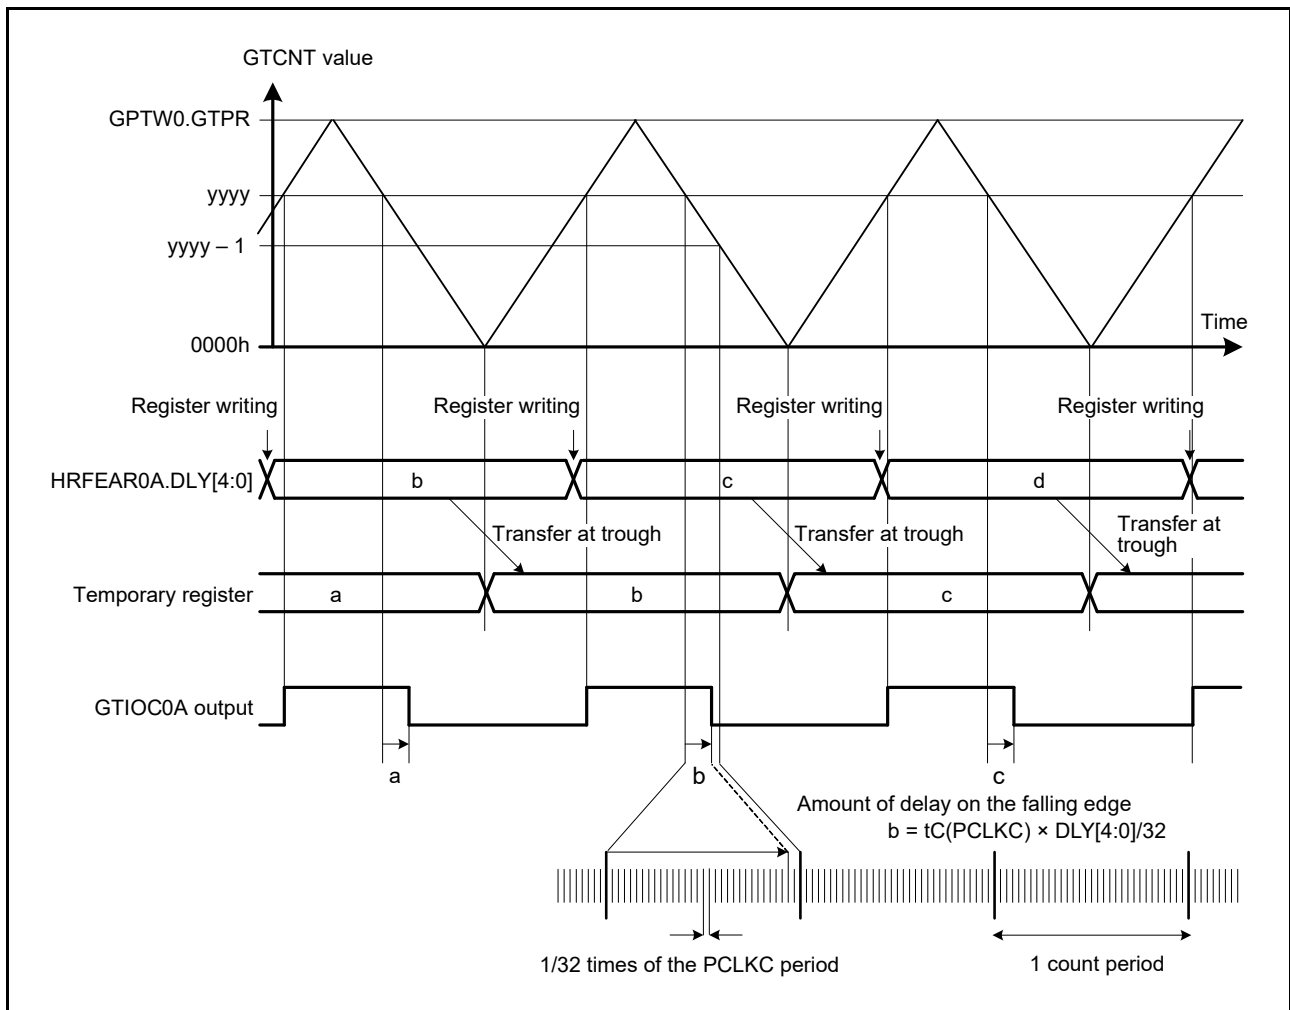 GTCNT value
GPTW0.GTPR
yyyy
yyyy – 1
0000h
Time
Register writing
Register writing
Register writing
Register writing
HRFEAR0A.DLY[4:0]
b
c
d
Transfer at trough
Transfer at trough
Transfer at
trough
Temporary register
a
b
c
GTIOC0A output
a
b
c
Amount of delay on the falling edge
b = tC(PCLKC) × DLY[4:0]/32
1/32 times of the PCLKC period
1 count period